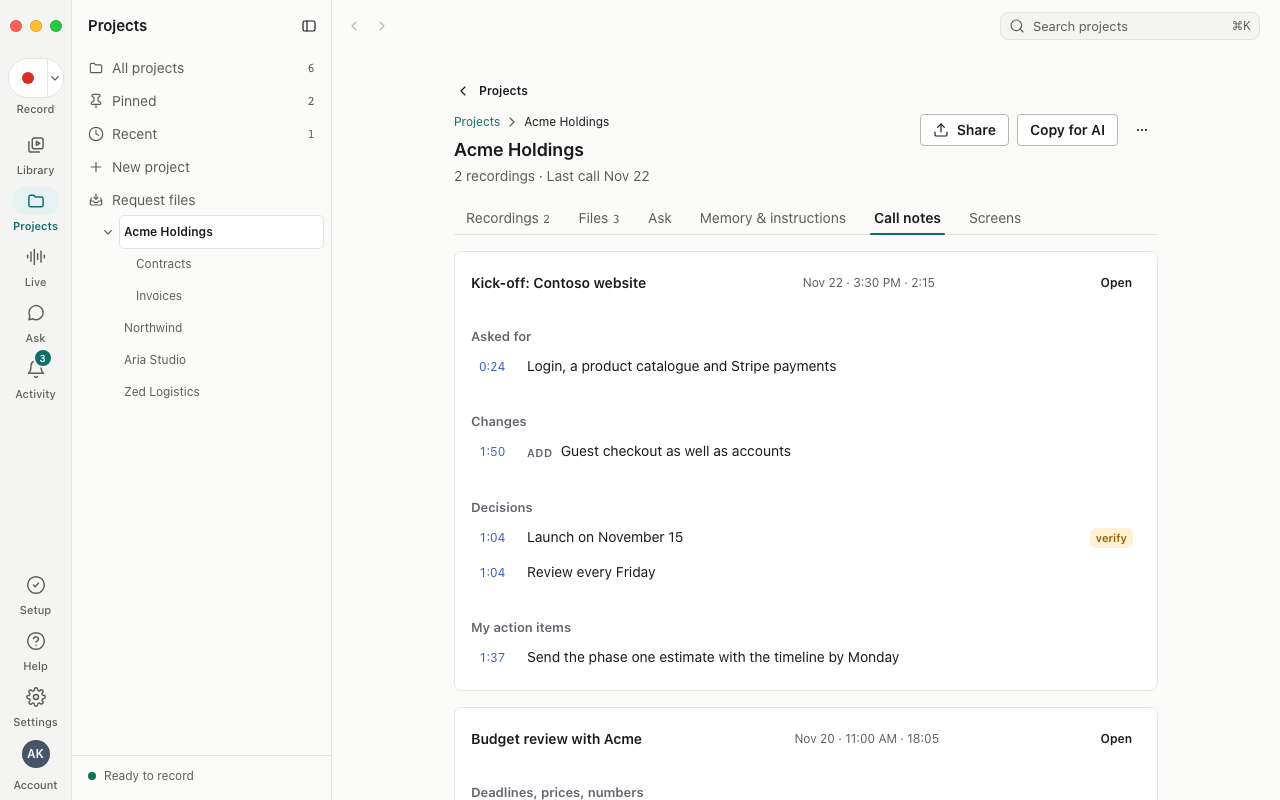 Projects
Search projects ⌘K
Record
Library
Projects
Live
Ask
3
Activity
Setup
Help
Settings
AK
Account
All projects 6
Pinned 2
Recent 1
New project
Request files
Acme Holdings
Contracts
Invoices
Northwind
Aria Studio
Zed Logistics
Ready to record
Projects
Projects Acme Holdings
Acme Holdings
2 recordings · Last call Nov 22
Share Copy for AI ···
Recordings 2 Files 3 Ask Memory & instructions Call notes Screens
Kick-off: Contoso website Nov 22 · 3:30 PM · 2:15 Open
Asked for
0:24 Login, a product catalogue and Stripe payments
Changes
1:50 ADD Guest checkout as well as accounts
Decisions
1:04 Launch on November 15 verify
1:04 Review every Friday
My action items
1:37 Send the phase one estimate with the timeline by Monday
Budget review with Acme Nov 20 · 11:00 AM · 18:05 Open
Deadlines, prices, numbers